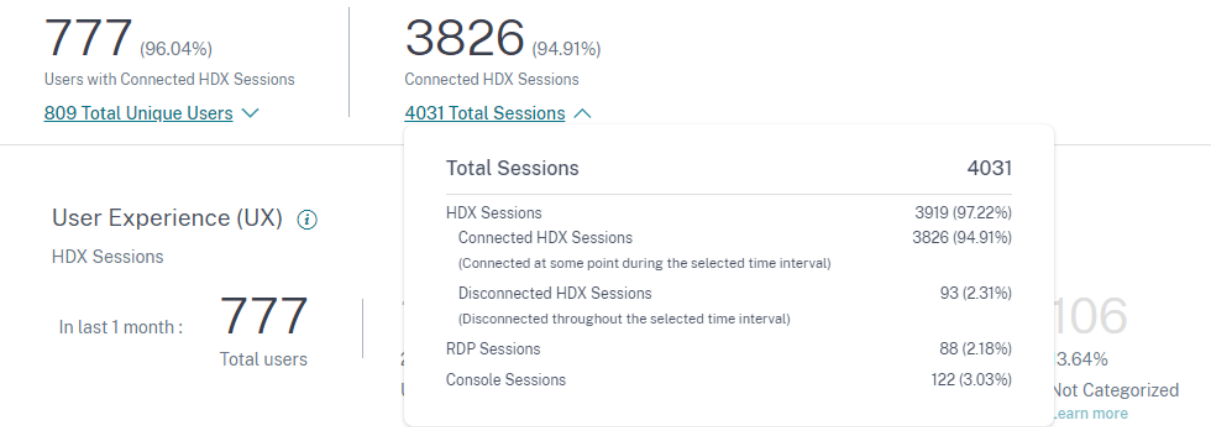 777 (96.04%)
Users with Connected HDX Sessions
809 Total Unique Users
3826 (94.91%)
Connected HDX Sessions
4031 Total Sessions
Total Sessions 4031
HDX Sessions 3919 (97.22%)
Connected HDX Sessions 3826 (94.91%)
(Connected at some point during the selected time interval)
Disconnected HDX Sessions 93 (2.31%)
(Disconnected throughout the selected time interval)
RDP Sessions 88 (2.18%)
Console Sessions 122 (3.03%)
User Experience (UX)
HDX Sessions
In last 1 month : 777
Total users
106
3.64%
Not Categorized
Learn more